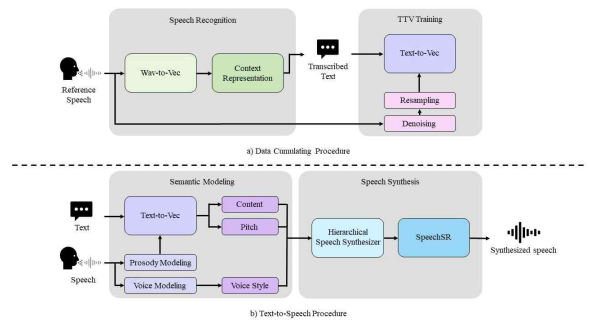 Speech Recognition
TTV Training
Wav-to-Vec
Context
Representation
Transcribed
Text
Text-to-Vec
Reference
Speech
Resampling
Denoising
a) Data Cumulating Procedure
Semantic Modeling
Speech Synthesis
Text
Text-to-Vec
Content
Pitch
Hierarchical
Speech Synthesizer
SpeechSR
Synthesized speech
Speech
Prosody Modeling
Voice Modeling
Voice Style
b) Text-to-Speech Procedure